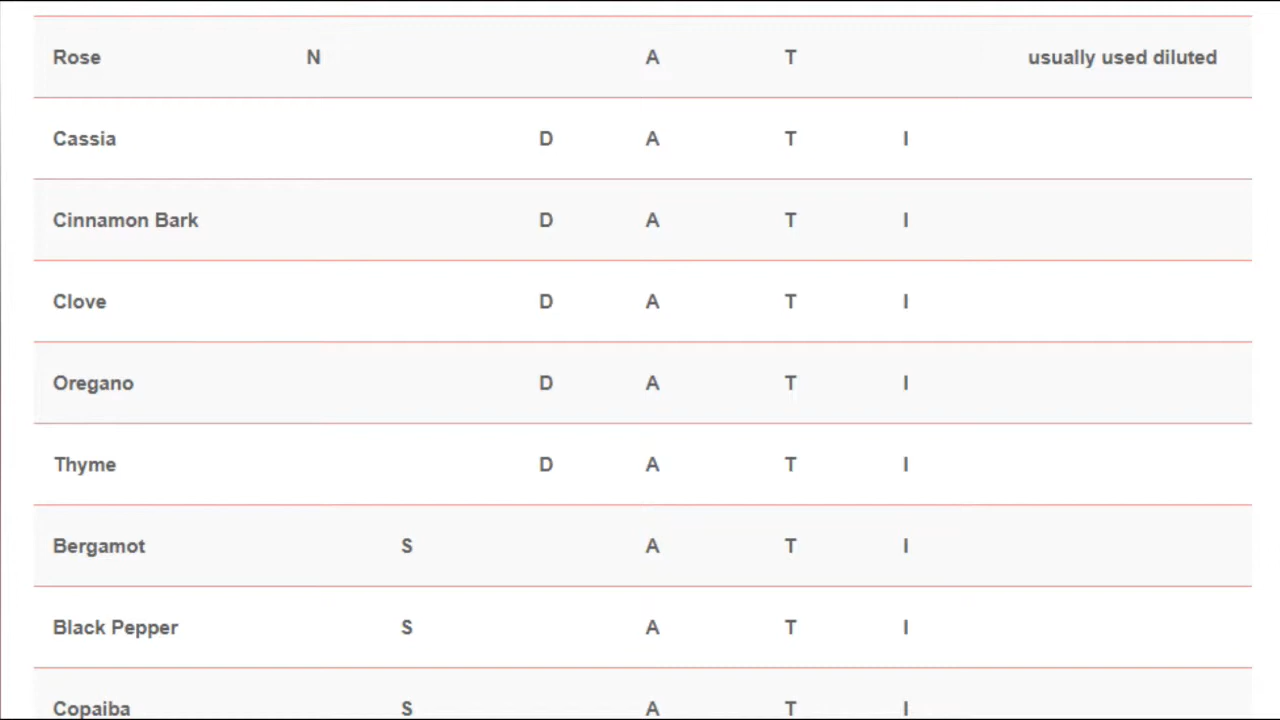 Rose N A T usually used diluted
Cassia D A T I
Cinnamon Bark D A T I
Clove D A T I
Oregano D A T I
Thyme D A T I
Bergamot S A T I
Black Pepper S A T I
Copaiba S A T I